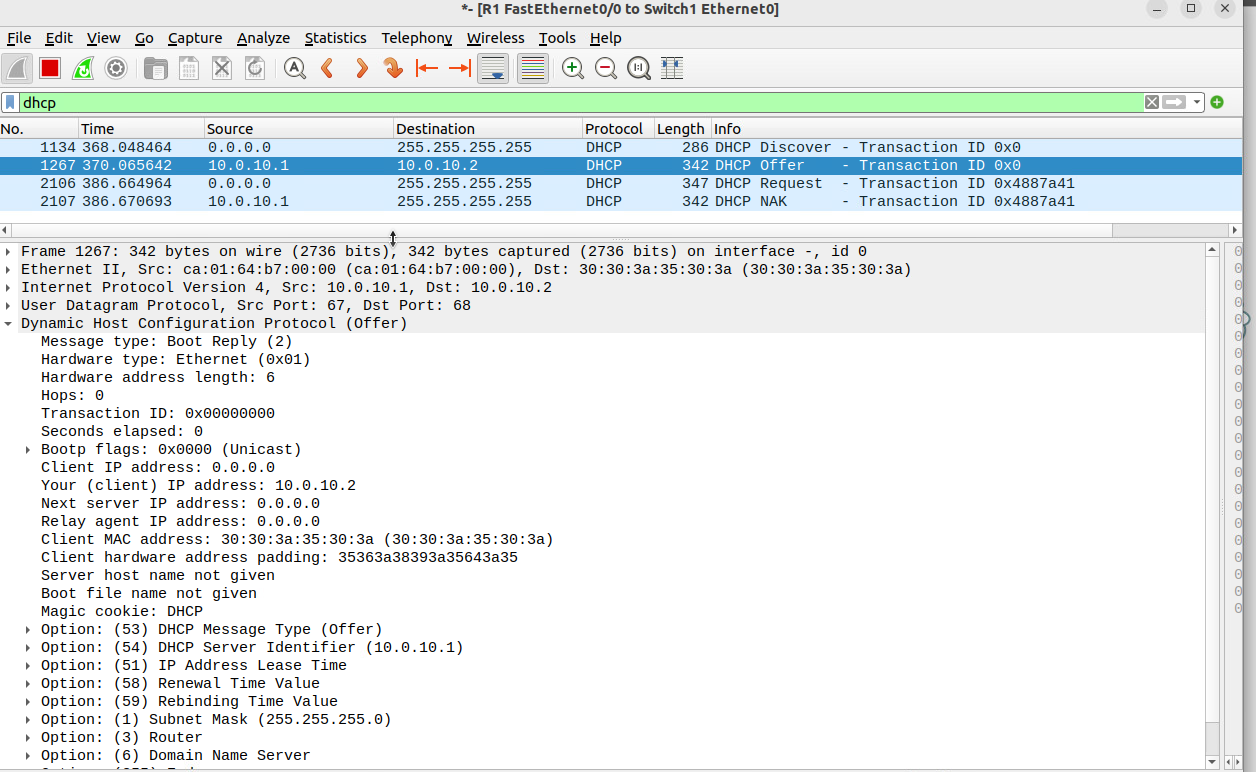 *- [R1 FastEthernet0/0 to Switch1 Ethernet0]
File Edit View Go Capture Analyze Statistics Telephony Wireless Tools Help
dhcp
No. Time Source Destination Protocol Length Info
1134 368.048464 0.0.0.0 255.255.255.255 DHCP 286 DHCP Discover - Transaction ID 0x0
1267 370.065642 10.0.10.1 10.0.10.2 DHCP 342 DHCP Offer - Transaction ID 0x0
2106 386.664964 0.0.0.0 255.255.255.255 DHCP 347 DHCP Request - Transaction ID 0x4887a41
2107 386.670693 10.0.10.1 255.255.255.255 DHCP 342 DHCP NAK - Transaction ID 0x4887a41
Frame 1267: 342 bytes on wire (2736 bits), 342 bytes captured (2736 bits) on interface -, id 0
Ethernet II, Src: ca:01:64:b7:00:00 (ca:01:64:b7:00:00), Dst: 30:30:3a:35:30:3a (30:30:3a:35:30:3a)
Internet Protocol Version 4, Src: 10.0.10.1, Dst: 10.0.10.2
User Datagram Protocol, Src Port: 67, Dst Port: 68
Dynamic Host Configuration Protocol (Offer)
Message type: Boot Reply (2)
Hardware type: Ethernet (0x01)
Hardware address length: 6
Hops: 0
Transaction ID: 0x00000000
Seconds elapsed: 0
Bootp flags: 0x0000 (Unicast)
Client IP address: 0.0.0.0
Your (client) IP address: 10.0.10.2
Next server IP address: 0.0.0.0
Relay agent IP address: 0.0.0.0
Client MAC address: 30:30:3a:35:30:3a (30:30:3a:35:30:3a)
Client hardware address padding: 35363a38393a35643a35
Server host name not given
Boot file name not given
Magic cookie: DHCP
Option: (53) DHCP Message Type (Offer)
Option: (54) DHCP Server Identifier (10.0.10.1)
Option: (51) IP Address Lease Time
Option: (58) Renewal Time Value
Option: (59) Rebinding Time Value
Option: (1) Subnet Mask (255.255.255.0)
Option: (3) Router
Option: (6) Domain Name Server